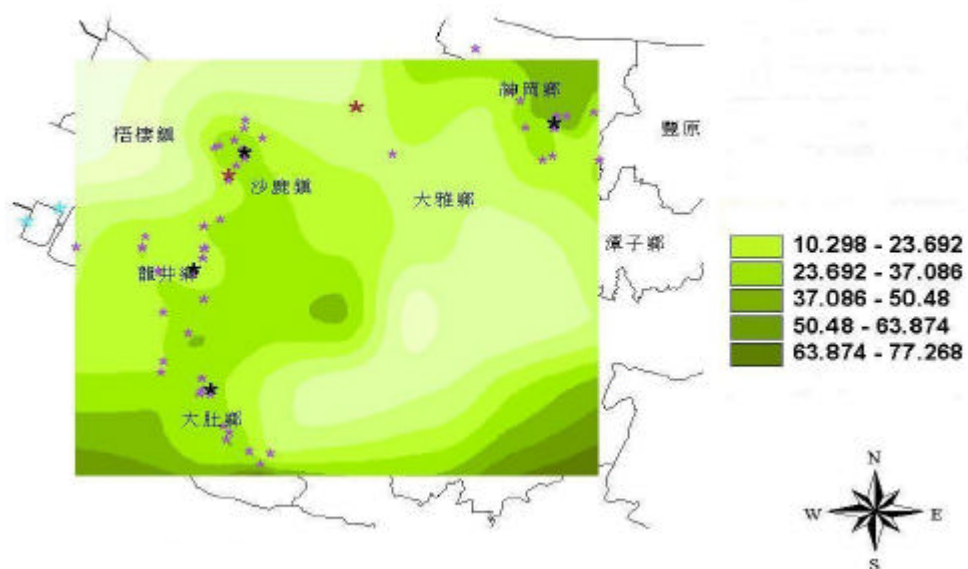 神岡鄉
梧棲鎮
豐原
沙鹿鎮
大雅鄉
潭子鄉
龍井鄉
大肚鄉
10.298 - 23.692
23.692 - 37.086
37.086 - 50.48
50.48 - 63.874
63.874 - 77.268
N
W E
S